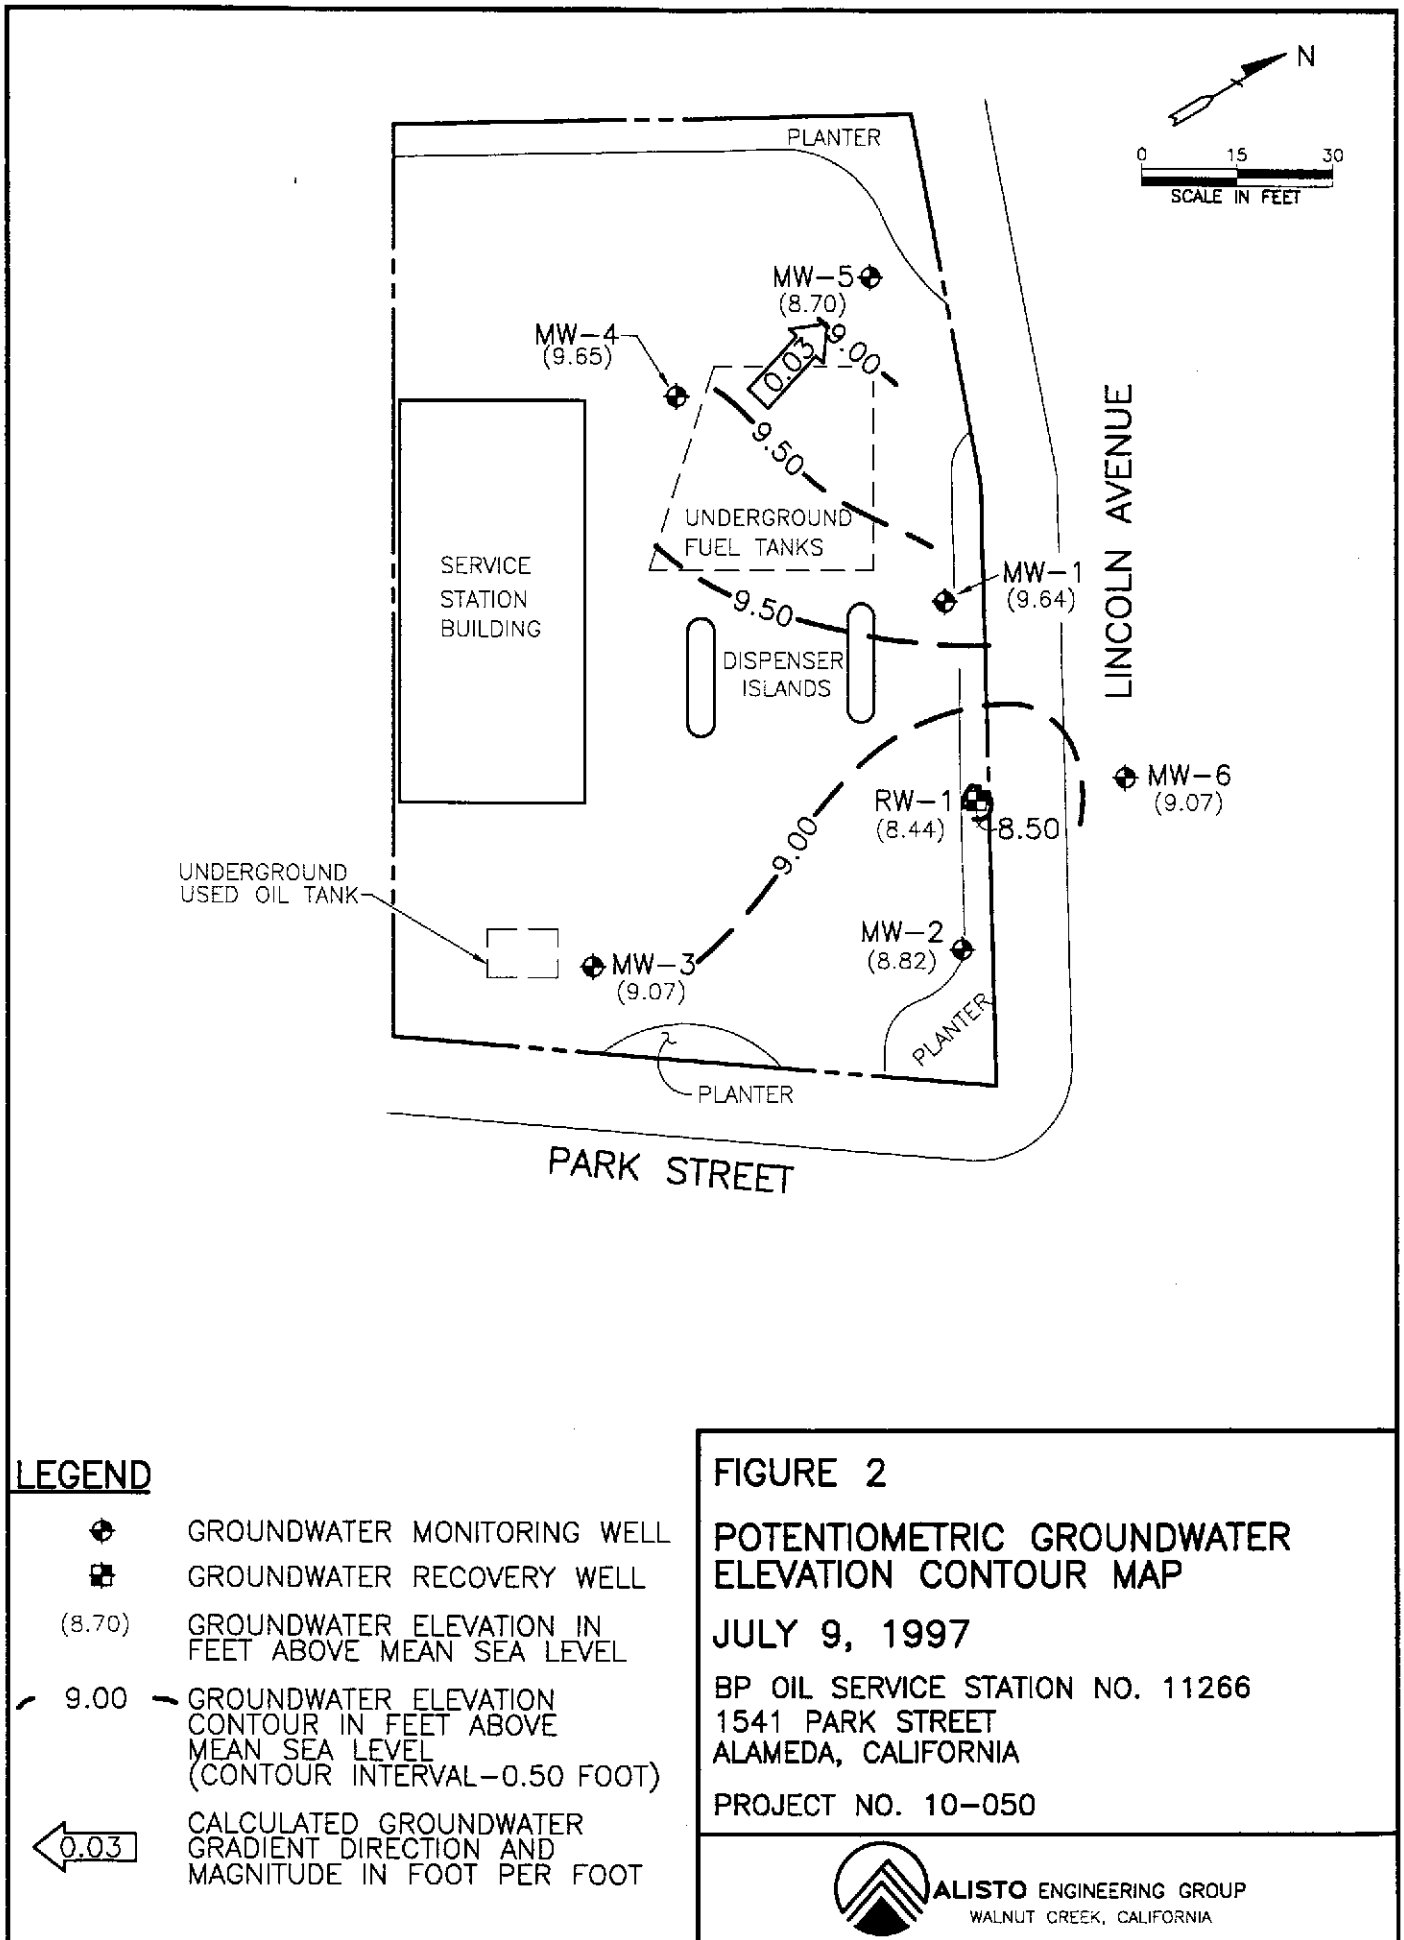 N
0 15 30
SCALE IN FEET
PLANTER
MW-5
(8.70)
MW-4
(9.65)
0.03
9.00
9.50
UNDERGROUND
FUEL TANKS
LINCOLN AVENUE
SERVICE
STATION
BUILDING
MW-1
(9.64)
9.50
DISPENSER
ISLANDS
MW-6
(9.07)
RW-1
(8.44)
8.50
9.00
UNDERGROUND
USED OIL TANK
MW-2
(8.82)
MW-3
(9.07)
PLANTER
PLANTER
PARK STREET
LEGEND
GROUNDWATER MONITORING WELL
GROUNDWATER RECOVERY WELL
(8.70) GROUNDWATER ELEVATION IN
FEET ABOVE MEAN SEA LEVEL
9.00 GROUNDWATER ELEVATION
CONTOUR IN FEET ABOVE
MEAN SEA LEVEL
(CONTOUR INTERVAL-0.50 FOOT)
0.03 CALCULATED GROUNDWATER
GRADIENT DIRECTION AND
MAGNITUDE IN FOOT PER FOOT
FIGURE 2
POTENTIOMETRIC GROUNDWATER
ELEVATION CONTOUR MAP
JULY 9, 1997
BP OIL SERVICE STATION NO. 11266
1541 PARK STREET
ALAMEDA, CALIFORNIA
PROJECT NO. 10-050
ALISTO ENGINEERING GROUP
WALNUT CREEK, CALIFORNIA